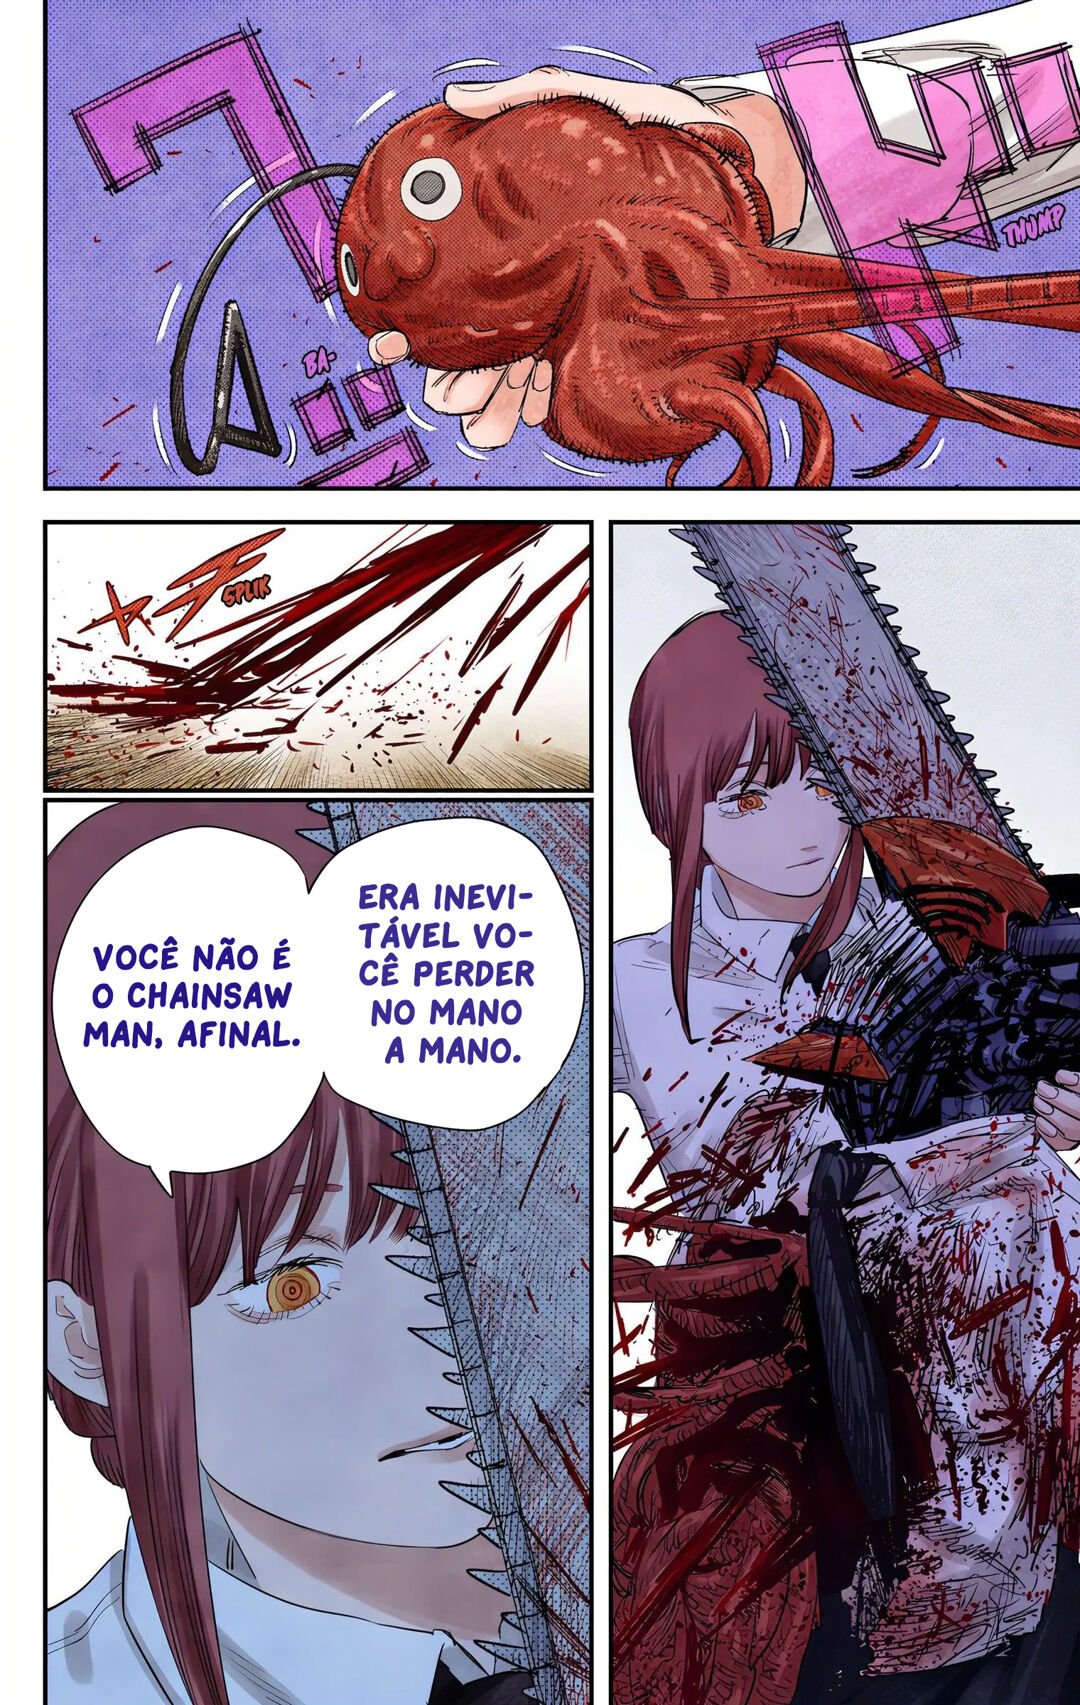 BA-
THUMP
SPLIK
ERA INEVI-
TÁVEL VO-
CÊ PERDER
NO MANO
A MANO.
VOCÊ NÃO É
O CHAINSAW
MAN, AFINAL.